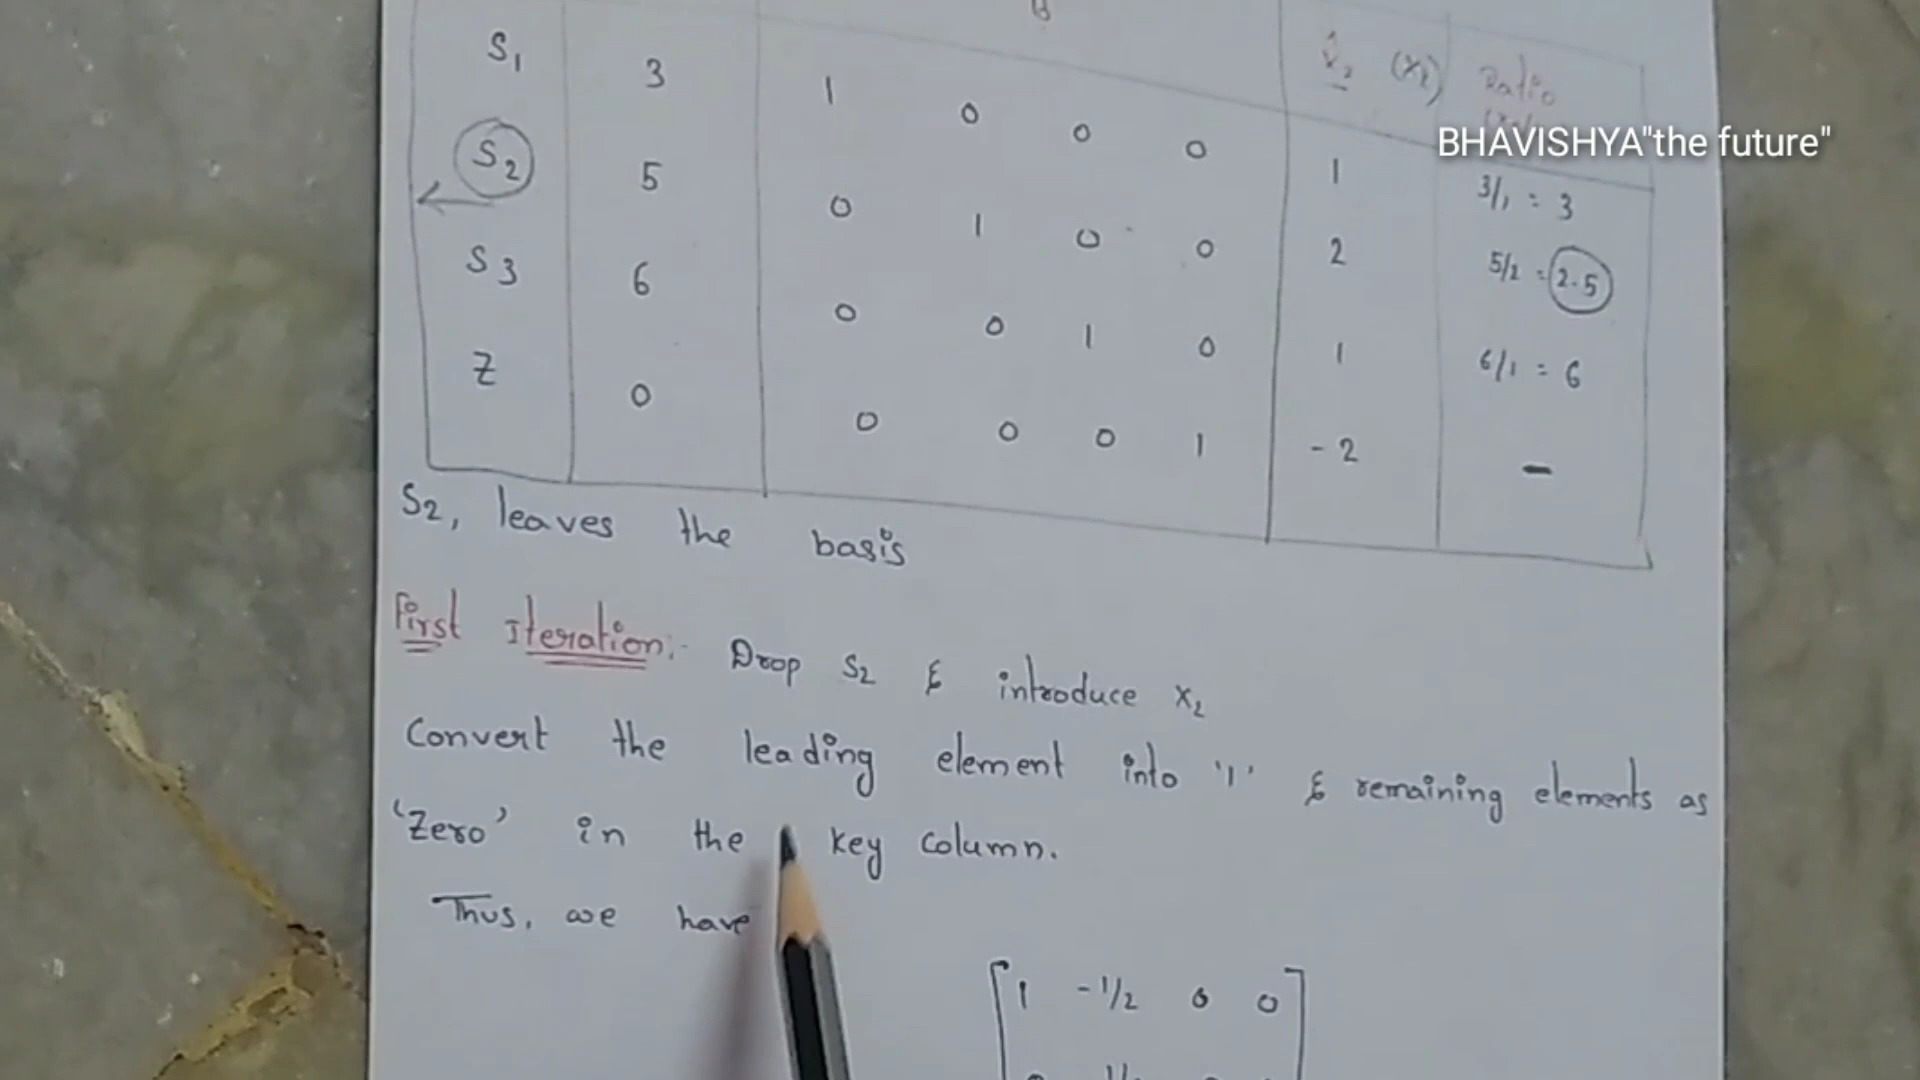 B
S1 3 1 0 0 0 1 3/1 = 3
(x2) Ratio
BHAVISHYA"the future"
S2 5 0 1 0 0 2 5/2 = 2.5
S3 6 0 0 1 0 1 6/1 = 6
Z 0 0 0 0 1 -2 -
S2, leaves the basis
First Iteration:- Drop S2 & introduce x2
Convert the leading element into '1' & remaining elements as
'Zero' in the key column.
Thus, we have
1 -1/2 0 0